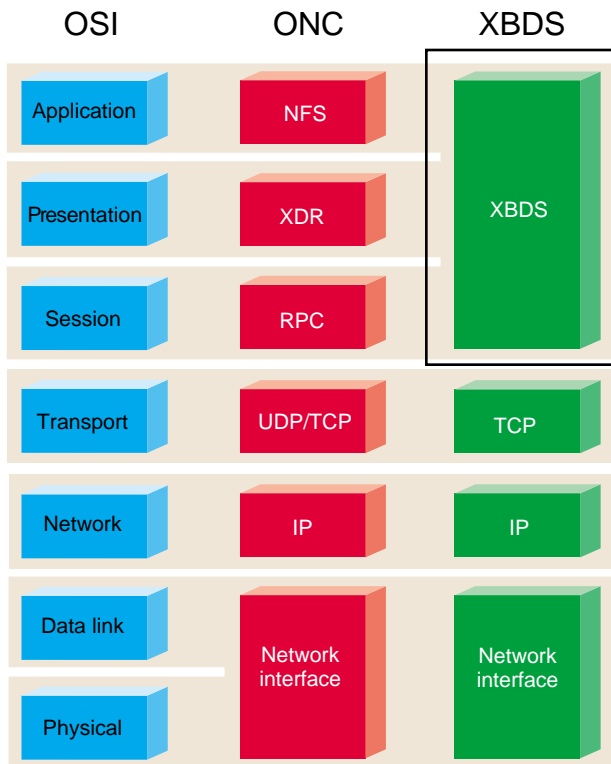 OSI ONC XBDS
Application NFS
XBDS
Presentation XDR
Session RPC
Transport UDP/TCP TCP
Network IP IP
Data link
Network
interface
Network
interface
Physical